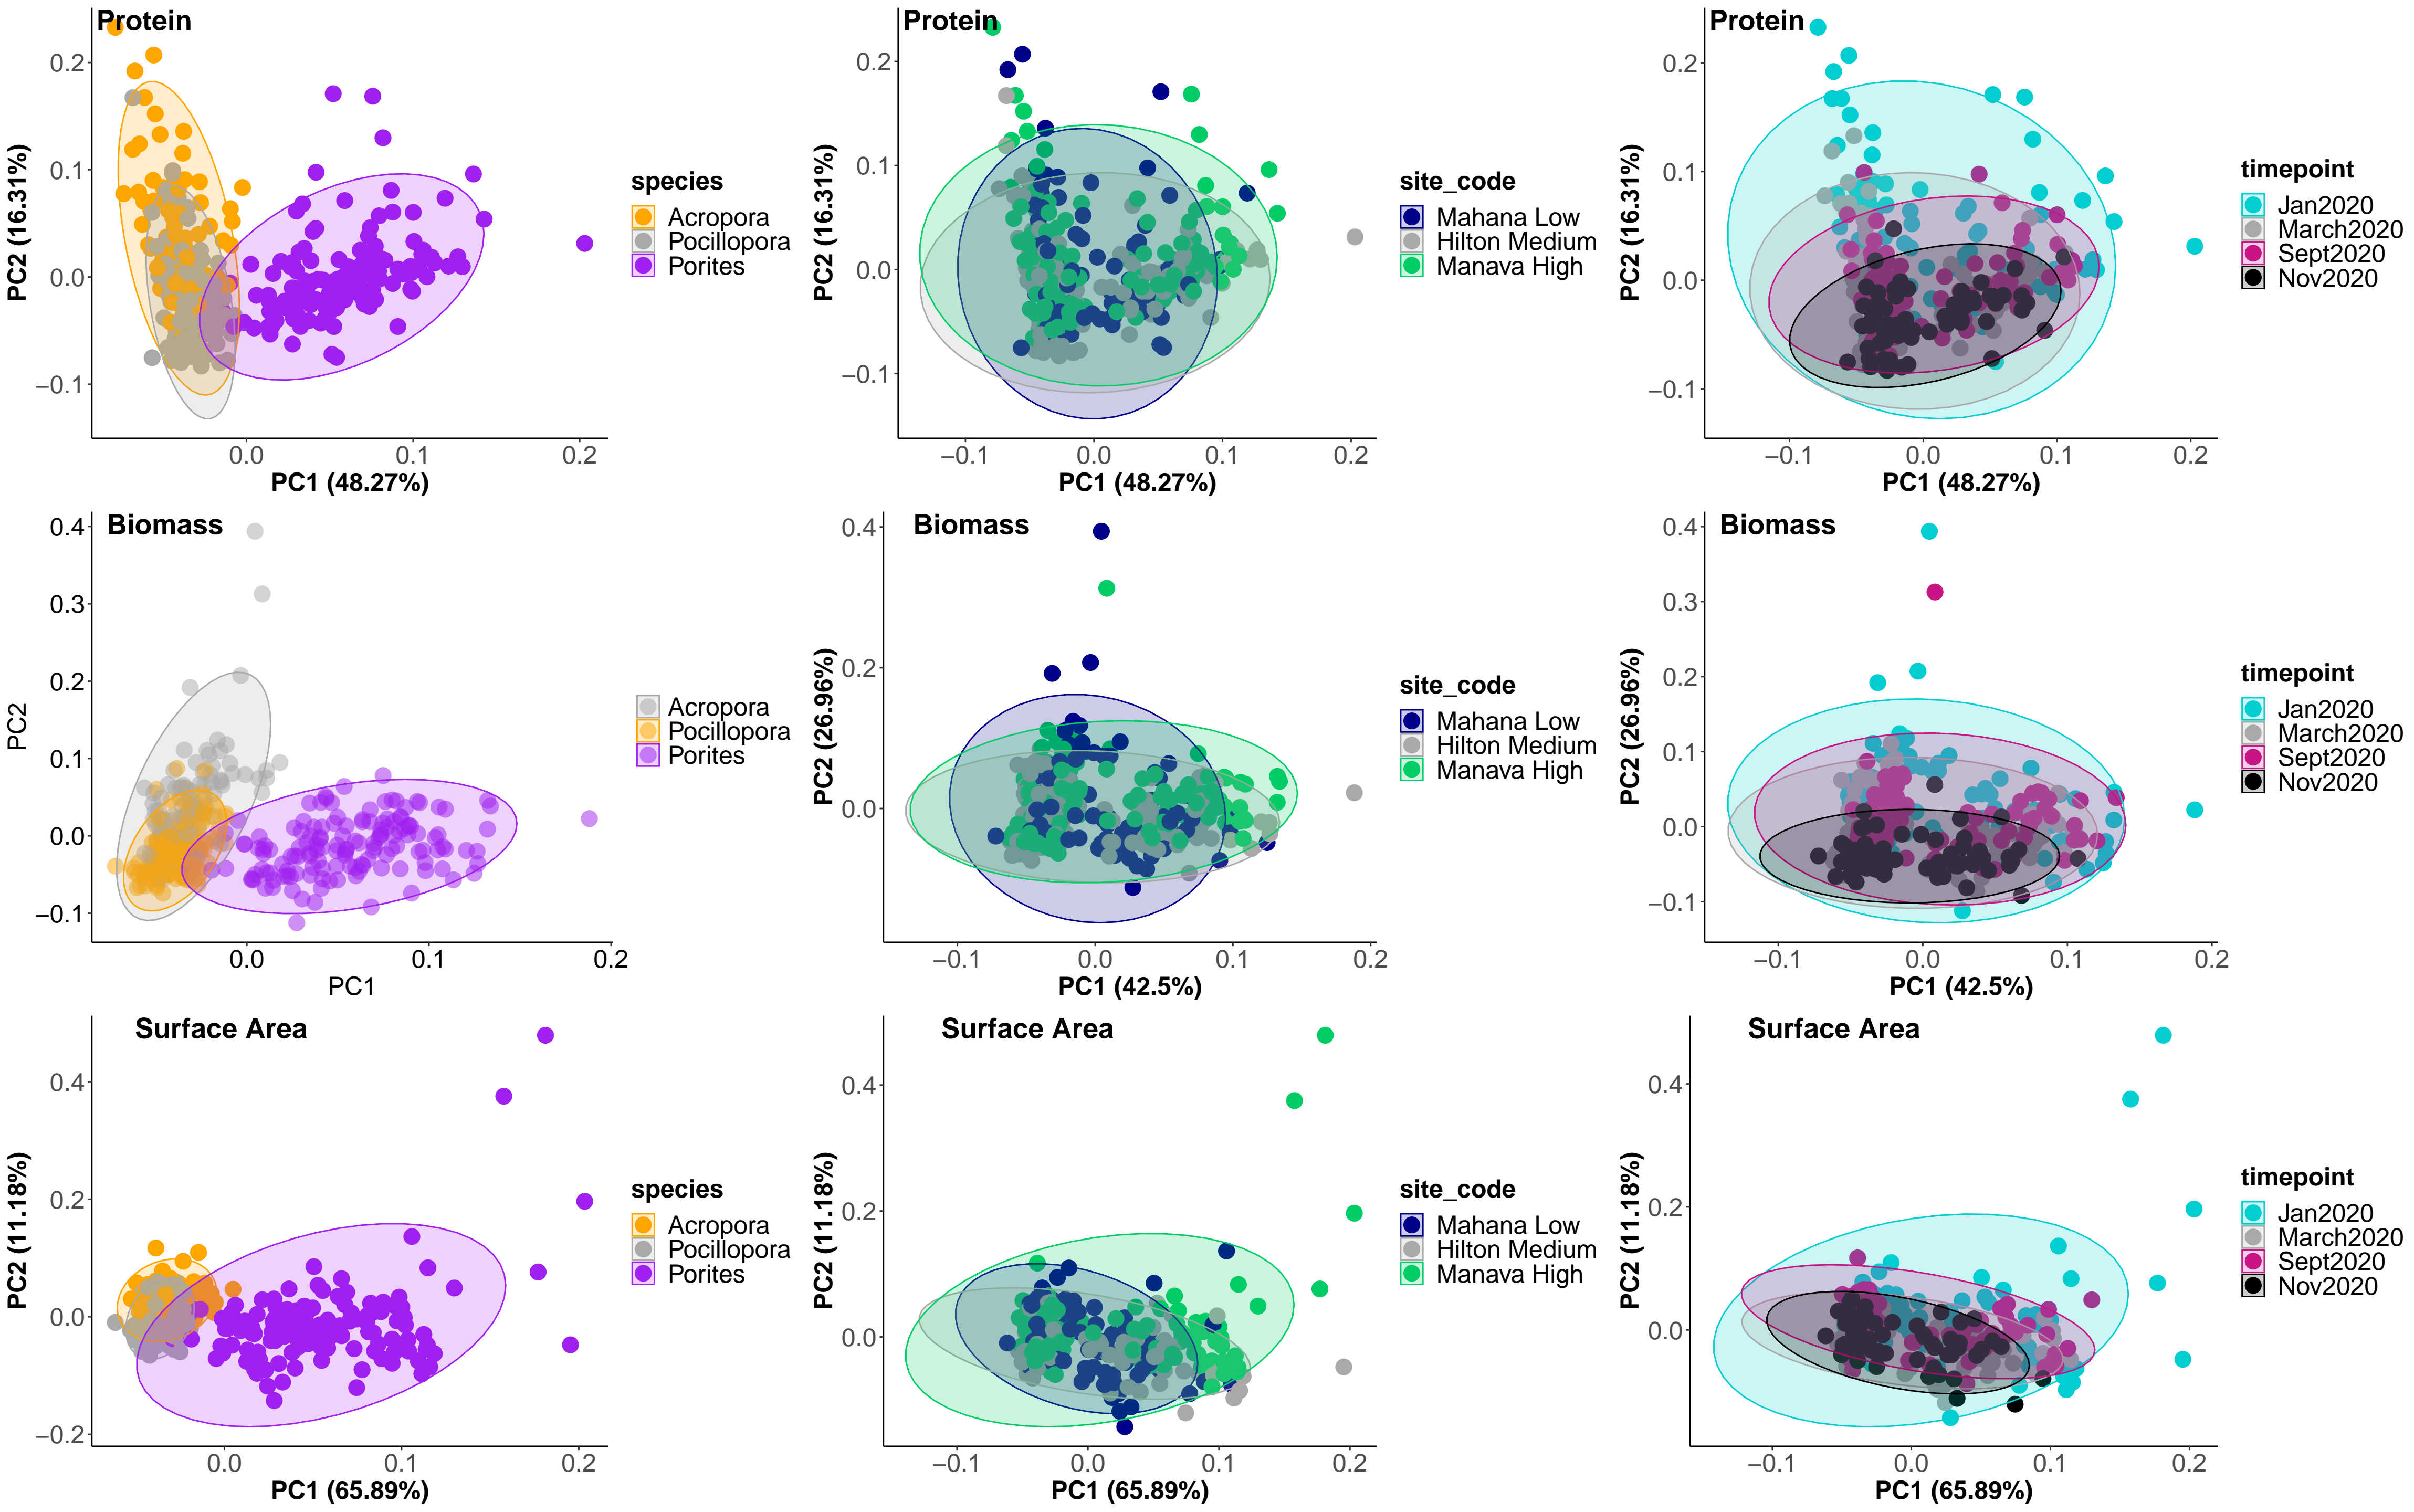 Protein
0.2
0.1
0.0
−0.1
PC2 (16.31%)
0.0 0.1 0.2
PC1 (48.27%)
species
Acropora
Pocillopora
Porites
Protein
0.2
0.1
0.0
−0.1
PC2 (16.31%)
−0.1 0.0 0.1 0.2
PC1 (48.27%)
site_code
Mahana Low
Hilton Medium
Manava High
Protein
0.2
0.1
0.0
−0.1
PC2 (16.31%)
−0.1 0.0 0.1 0.2
PC1 (48.27%)
timepoint
Jan2020
March2020
Sept2020
Nov2020
Biomass
0.4
0.3
0.2
0.1
0.0
−0.1
PC2
0.0 0.1 0.2
PC1
Acropora
Pocillopora
Porites
Biomass
0.4
0.2
0.0
PC2 (26.96%)
−0.1 0.0 0.1 0.2
PC1 (42.5%)
site_code
Mahana Low
Hilton Medium
Manava High
Biomass
0.4
0.3
0.2
0.1
0.0
−0.1
PC2 (26.96%)
−0.1 0.0 0.1 0.2
PC1 (42.5%)
timepoint
Jan2020
March2020
Sept2020
Nov2020
Surface Area
0.4
0.2
0.0
−0.2
PC2 (11.18%)
0.0 0.1 0.2
PC1 (65.89%)
species
Acropora
Pocillopora
Porites
Surface Area
0.4
0.2
0.0
PC2 (11.18%)
−0.1 0.0 0.1 0.2
PC1 (65.89%)
site_code
Mahana Low
Hilton Medium
Manava High
Surface Area
0.4
0.2
0.0
PC2 (11.18%)
−0.1 0.0 0.1 0.2
PC1 (65.89%)
timepoint
Jan2020
March2020
Sept2020
Nov2020